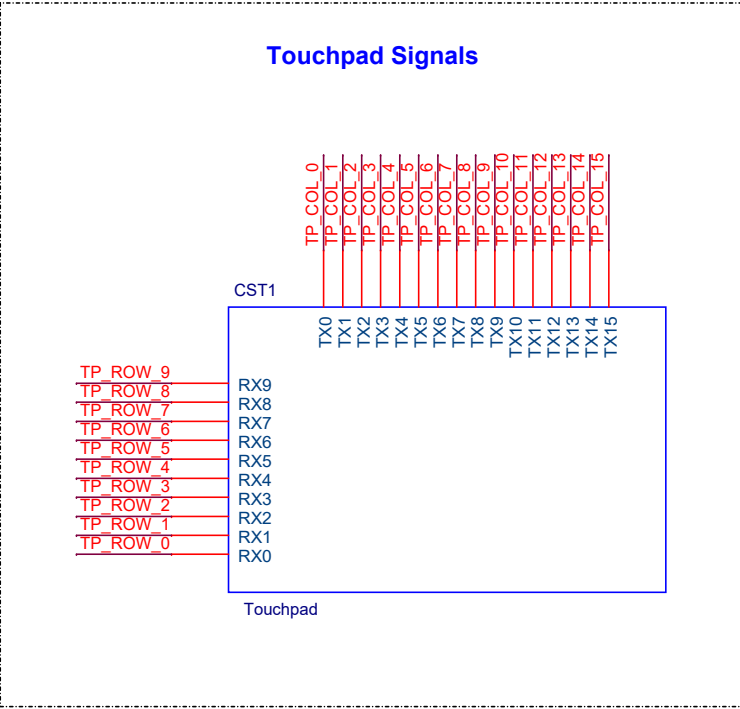 Touchpad Signals
TP_COL_0
TP_COL_1
TP_COL_2
TP_COL_3
TP_COL_4
TP_COL_5
TP_COL_6
TP_COL_7
TP_COL_8
TP_COL_9
TP_COL_10
TP_COL_11
TP_COL_12
TP_COL_13
TP_COL_14
TP_COL_15
CST1
TX0
TX1
TX2
TX3
TX4
TX5
TX6
TX7
TX8
TX9
TX10
TX11
TX12
TX13
TX14
TX15
TP_ROW_9 RX9
TP_ROW_8 RX8
TP_ROW_7 RX7
TP_ROW_6 RX6
TP_ROW_5 RX5
TP_ROW_4 RX4
TP_ROW_3 RX3
TP_ROW_2 RX2
TP_ROW_1 RX1
TP_ROW_0 RX0
Touchpad